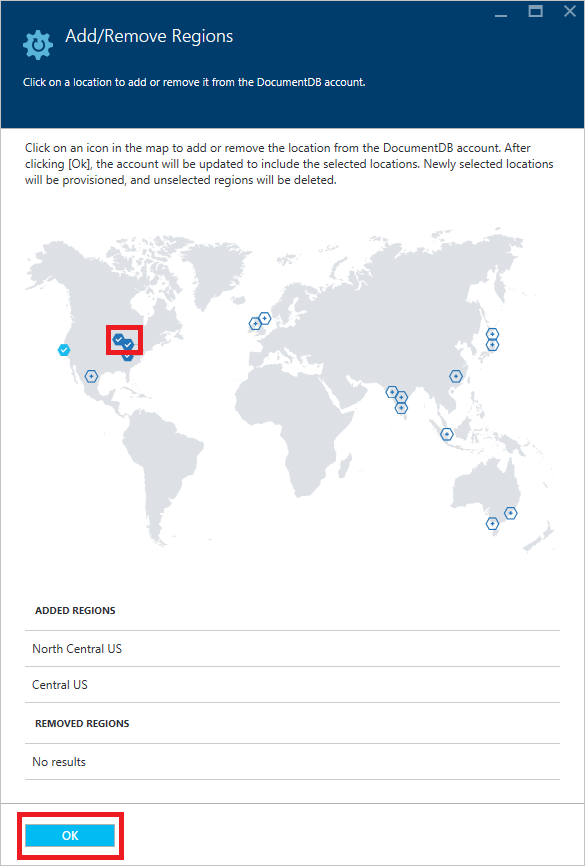 Add/Remove Regions
Click on a location to add or remove it from the DocumentDB account.
Click on an icon in the map to add or remove the location from the DocumentDB account. After
clicking [Ok], the account will be updated to include the selected locations. Newly selected locations
will be provisioned, and unselected regions will be deleted.
ADDED REGIONS
North Central US
Central US
REMOVED REGIONS
No results
OK